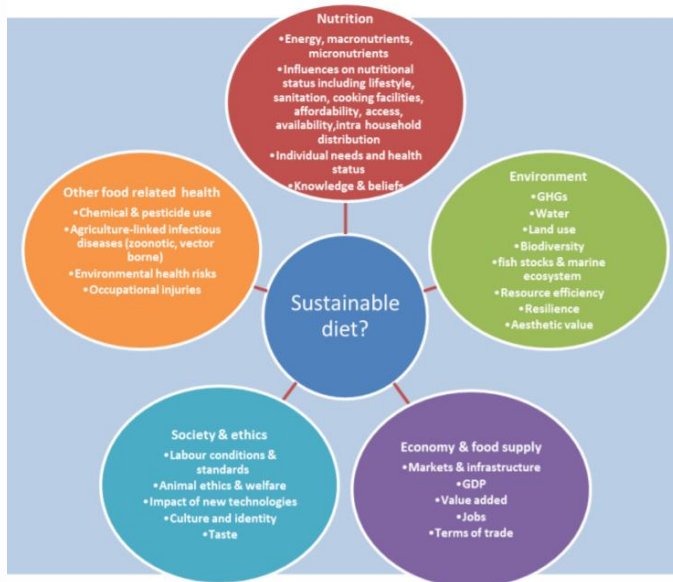 Nutrition
•Energy, macronutrients,
micronutrients
•Influences on nutritional
status including lifestyle,
sanitation, cooking facilities,
affordability, access,
availability,intra household
distribution
•Individual needs and health
status
•Knowledge & beliefs
Other food related health
•Chemical & pesticide use
•Agriculture-linked infectious
diseases (zoonotic, vector
borne)
•Environmental health risks
•Occupational injuries
Environment
•GHGs
•Water
•Land use
•Biodiversity
•fish stocks & marine
ecosystem
•Resource efficiency
•Resilience
•Aesthetic value
Sustainable
diet?
Society & ethics
•Labour conditions &
standards
•Animal ethics & welfare
•Impact of new technologies
•Culture and identity
•Taste
Economy & food supply
•Markets & infrastructure
•GDP
•Value added
•Jobs
•Terms of trade